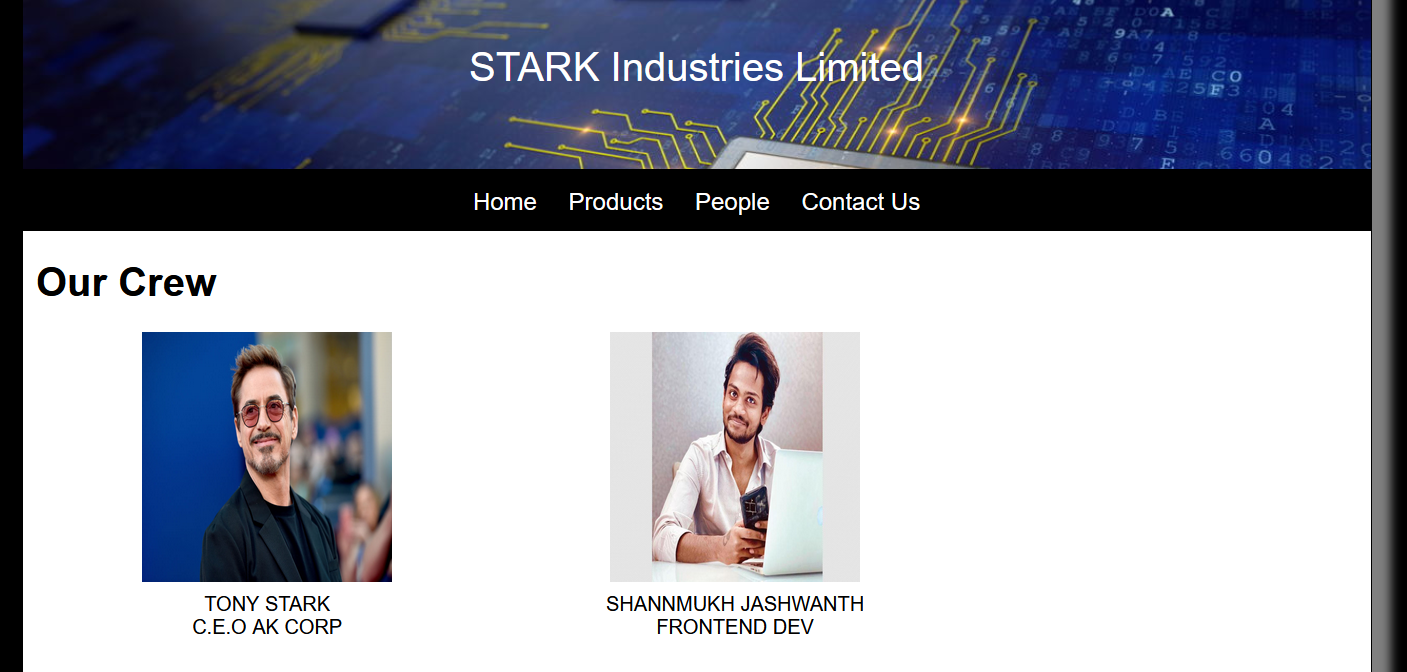 STARK Industries Limited
Home Products People Contact Us
Our Crew
TONY STARK
C.E.O AK CORP
SHANNMUKH JASHWANTH
FRONTEND DEV